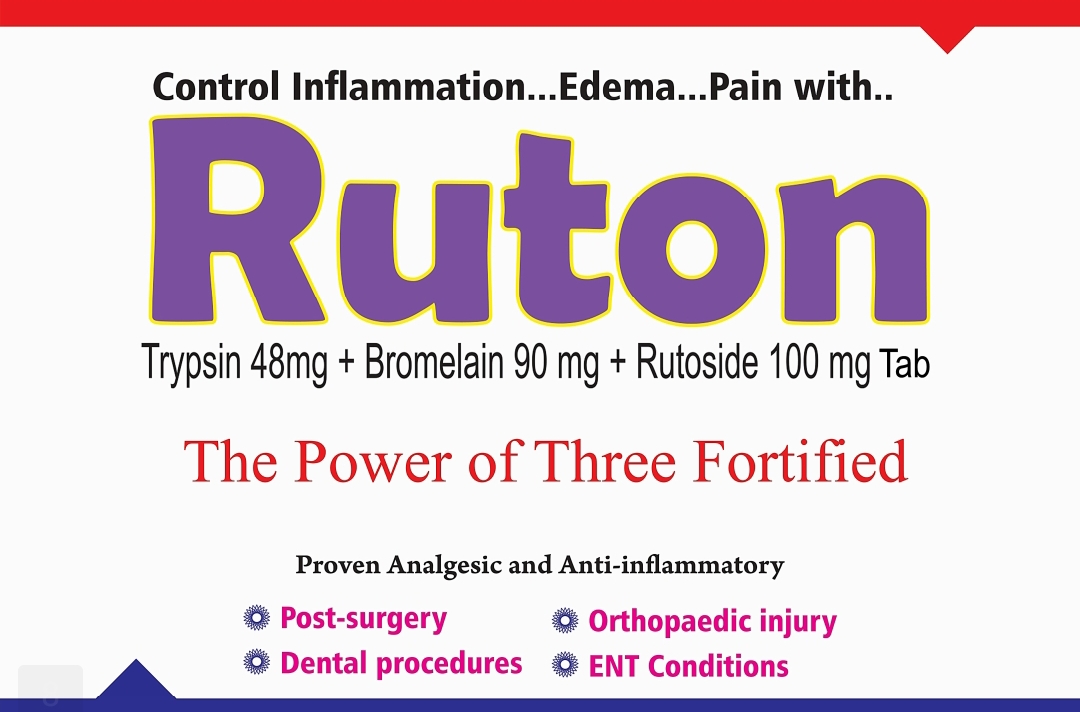 Control Inflammation...Edema...Pain with..
Ruton
Trypsin 48mg + Bromelain 90 mg + Rutoside 100 mg Tab
The Power of Three Fortified
Proven Analgesic and Anti-inflammatory
Post-surgery
Orthopaedic injury
Dental procedures
ENT Conditions